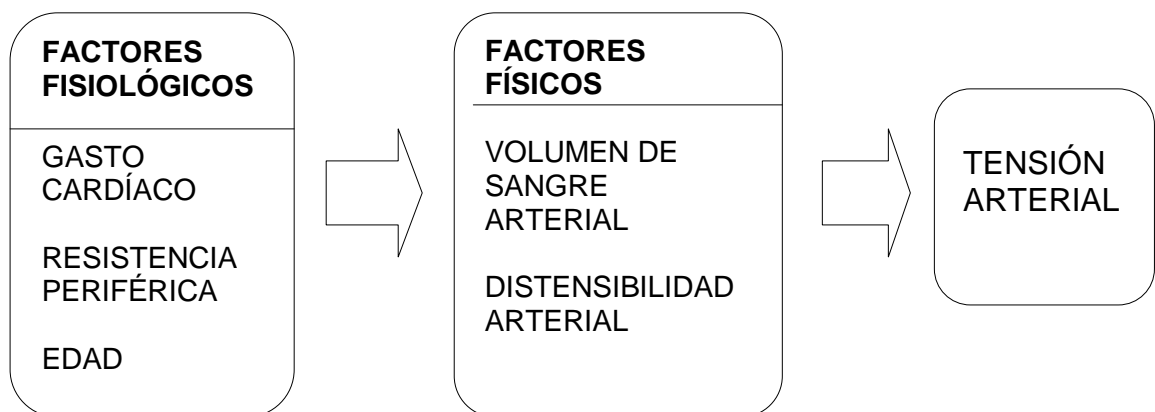 FACTORES
FISIOLÓGICOS
GASTO
CARDÍACO
RESISTENCIA
PERIFÉRICA
EDAD
FACTORES
FÍSICOS
VOLUMEN DE
SANGRE
ARTERIAL
DISTENSIBILIDAD
ARTERIAL
TENSIÓN
ARTERIAL